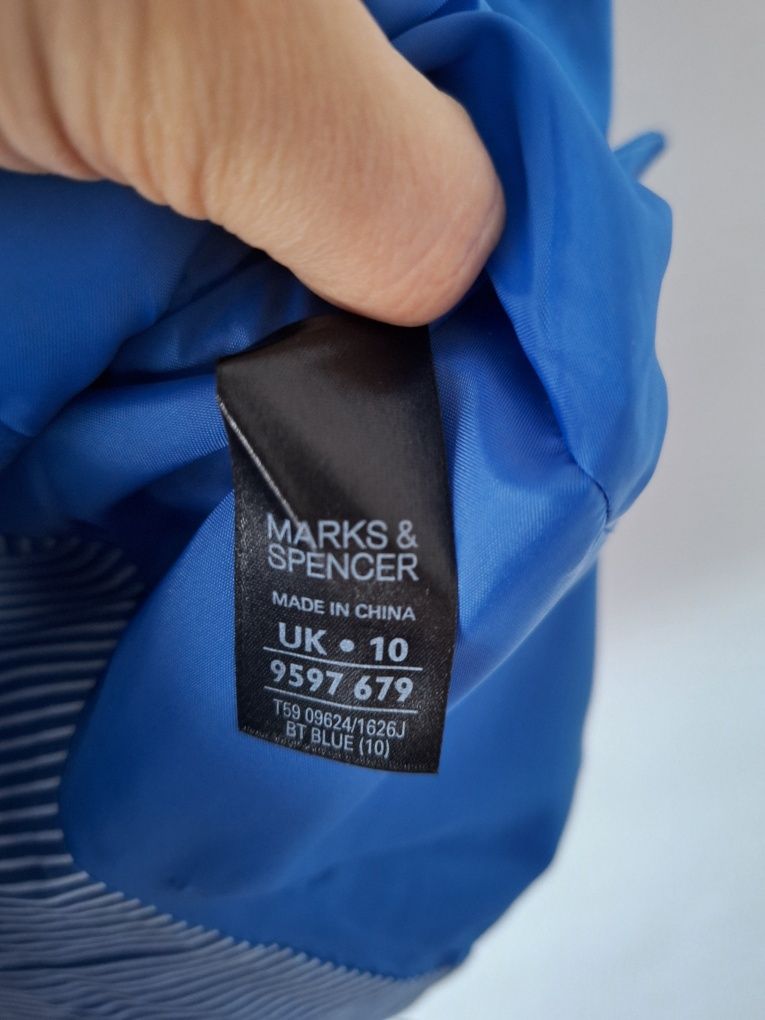 MARKS &
SPENCER
MADE IN CHINA
UK • 10
9597 679
T59 09624/1626J
BT BLUE (10)